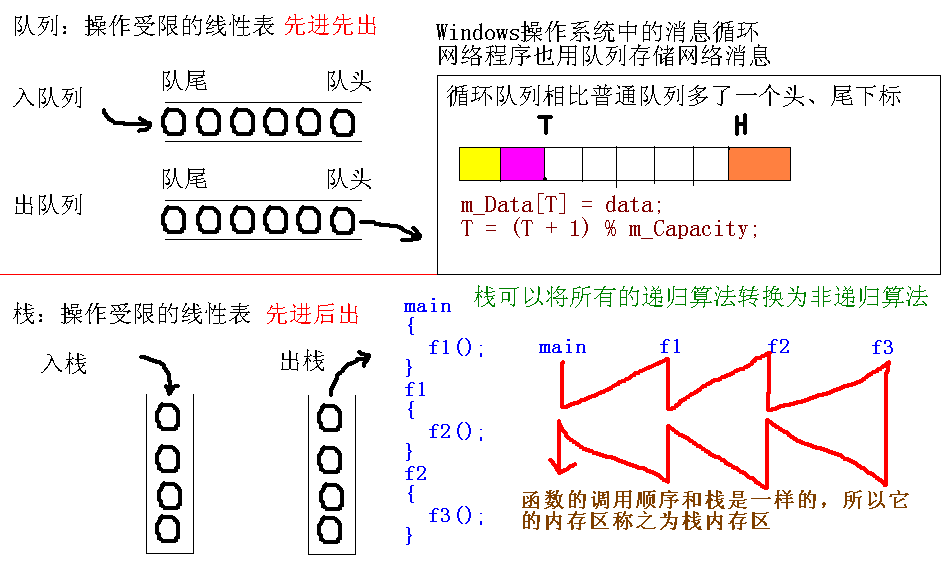 队列：操作受限的线性表 先进先出
队尾 队头
入队列
队尾 队头
出队列
Windows操作系统中的消息循环
网络程序也用队列存储网络消息
循环队列相比普通队列多了一个头、尾下标
T H
m_Data[T] = data;
T = (T + 1) % m_Capacity;
栈：操作受限的线性表 先进后出
入栈 出栈
main
{
f1();
}
f1
{
f2();
}
f2
{
f3();
}
栈可以将所有的递归算法转换为非递归算法
main f1 f2 f3
函数的调用顺序和栈是一样的，所以它
的内存区称之为栈内存区